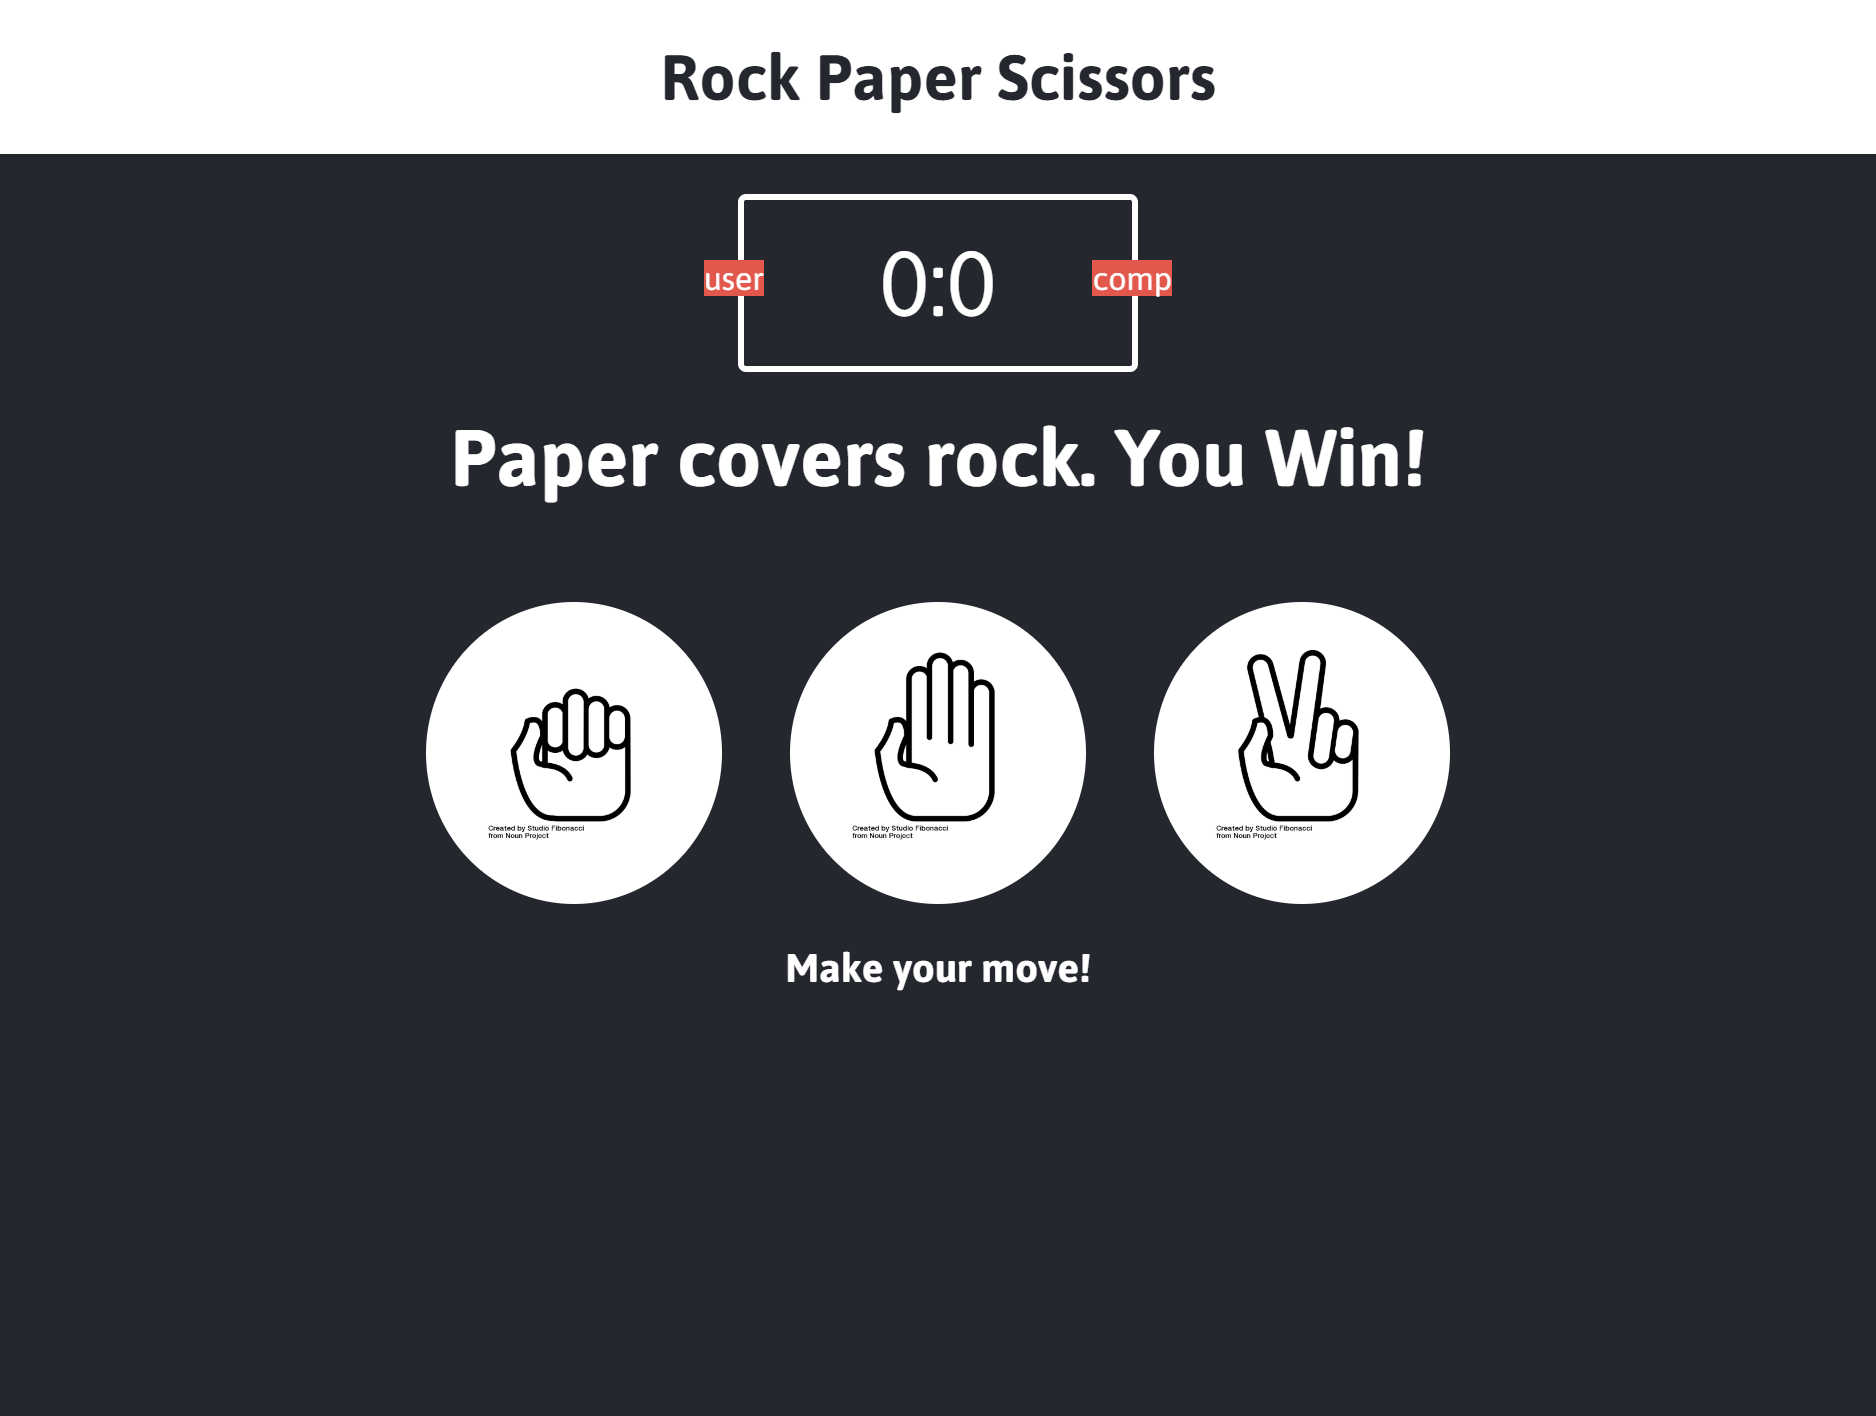 Rock Paper Scissors
user
0:0
comp
Paper covers rock. You Win!
Created by Studio Fibonacci
from Noun Project
Created by Studio Fibonacci
from Noun Project
Created by Studio Fibonacci
from Noun Project
Make your move!